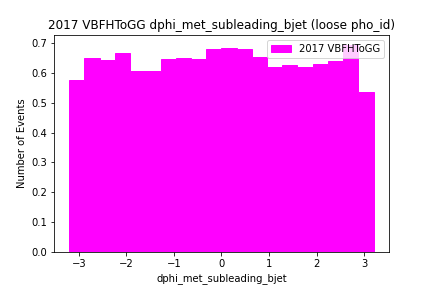 2017 VBFHToGG dphi_met_subleading_bjet (loose pho_id)
2017 VBFHToGG
Number of Events
0.7
0.6
0.5
0.4
0.3
0.2
0.1
0.0
−3 −2 −1 0 1 2 3
dphi_met_subleading_bjet